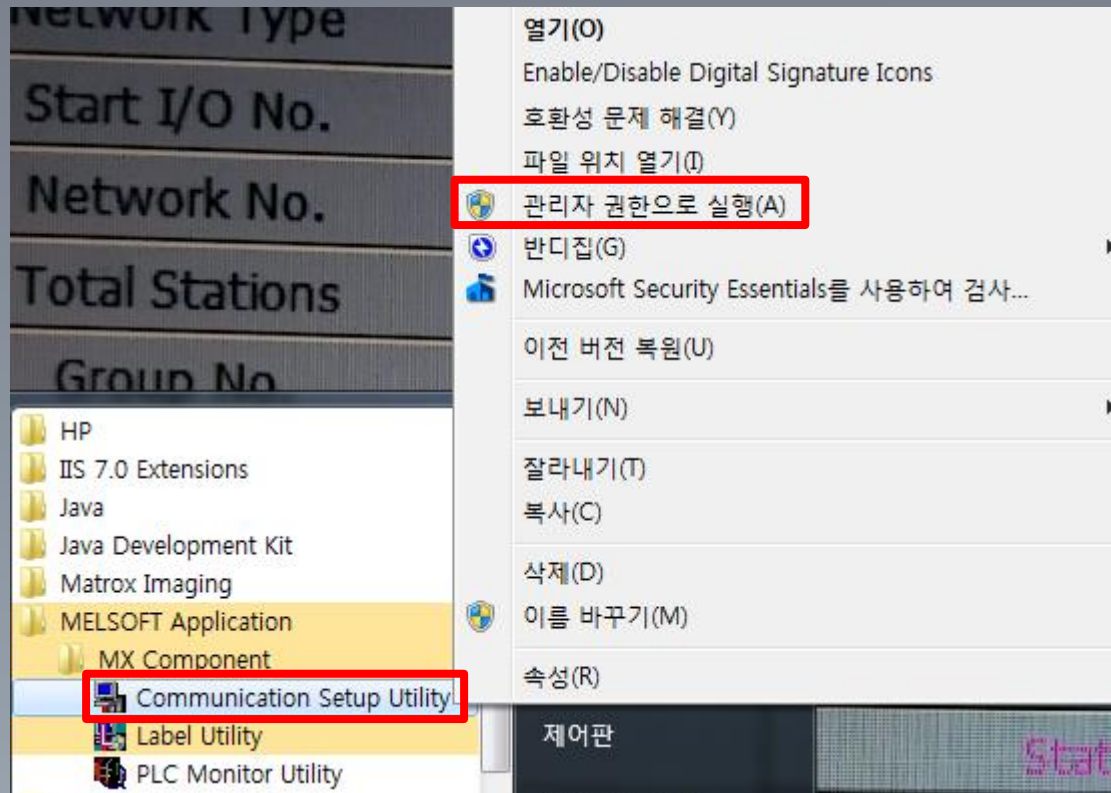 Network Type
Start I/O No.
Network No.
Total Stations
Group No
열기(O)
Enable/Disable Digital Signature Icons
호환성 문제 해결(Y)
파일 위치 열기(I)
관리자 권한으로 실행(A)
반디집(G)
Microsoft Security Essentials를 사용하여 검사...
이전 버전 복원(U)
보내기(N)
잘라내기(T)
복사(C)
삭제(D)
이름 바꾸기(M)
속성(R)
HP
IIS 7.0 Extensions
Java
Java Development Kit
Matrox Imaging
MELSOFT Application
MX Component
Communication Setup Utility
Label Utility
PLC Monitor Utility
제어판
Stat